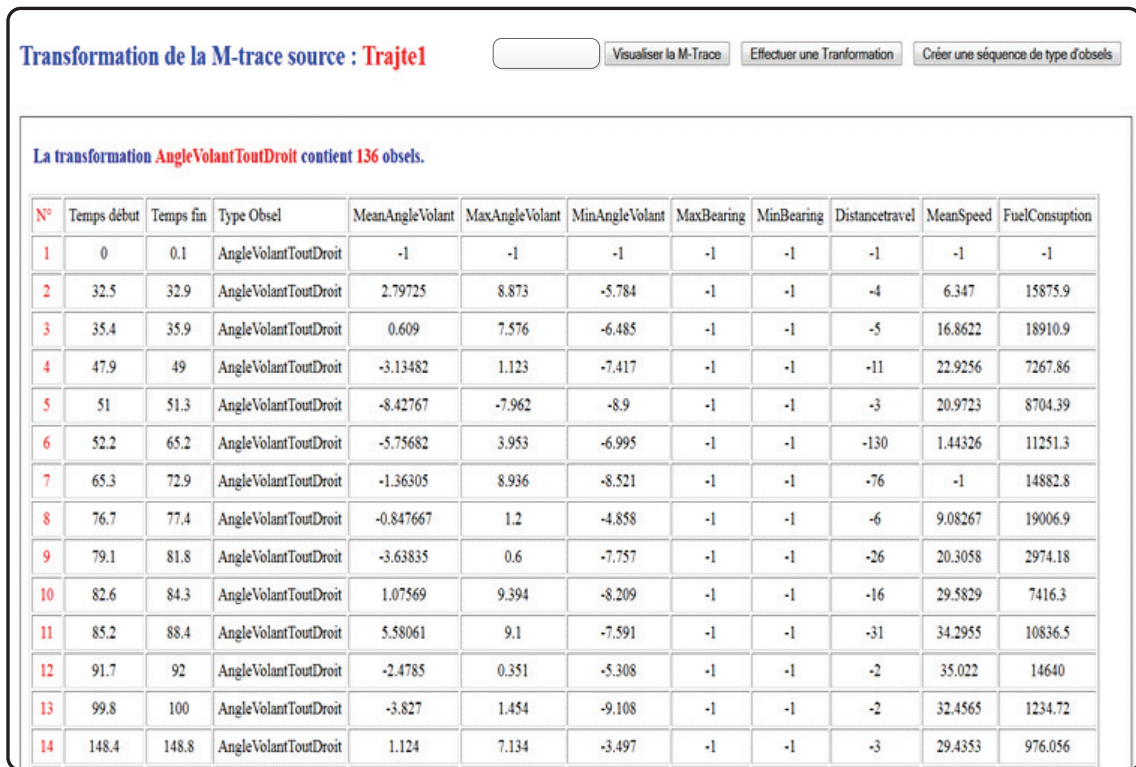 Transformation de la M-trace source : Trajte1
Visualiser la M-Trace Effectuer une Tranformation Créer une séquence de type d'obsels
La transformation AngleVolantToutDroit contient 136 obsels.
N° Temps début Temps fin Type Obsel MeanAngleVolant MaxAngleVolant MinAngleVolant MaxBearing MinBearing Distancetravel MeanSpeed FuelConsuption
1 0 0.1 AngleVolantToutDroit -1 -1 -1 -1 -1 -1 -1 -1
2 32.5 32.9 AngleVolantToutDroit 2.79725 8.873 -5.784 -1 -1 -4 6.347 15875.9
3 35.4 35.9 AngleVolantToutDroit 0.609 7.576 -6.485 -1 -1 -5 16.8622 18910.9
4 47.9 49 AngleVolantToutDroit -3.13482 1.123 -7.417 -1 -1 -11 22.9256 7267.86
5 51 51.3 AngleVolantToutDroit -8.42767 -7.962 -8.9 -1 -1 -3 20.9723 8704.39
6 52.2 65.2 AngleVolantToutDroit -5.75682 3.953 -6.995 -1 -1 -130 1.44326 11251.3
7 65.3 72.9 AngleVolantToutDroit -1.36305 8.936 -8.521 -1 -1 -76 -1 14882.8
8 76.7 77.4 AngleVolantToutDroit -0.847667 1.2 -4.858 -1 -1 -6 9.08267 19006.9
9 79.1 81.8 AngleVolantToutDroit -3.63835 0.6 -7.757 -1 -1 -26 20.3058 2974.18
10 82.6 84.3 AngleVolantToutDroit 1.07569 9.394 -8.209 -1 -1 -16 29.5829 7416.3
11 85.2 88.4 AngleVolantToutDroit 5.58061 9.1 -7.591 -1 -1 -31 34.2955 10836.5
12 91.7 92 AngleVolantToutDroit -2.4785 0.351 -5.308 -1 -1 -2 35.022 14640
13 99.8 100 AngleVolantToutDroit -3.827 1.454 -9.108 -1 -1 -2 32.4565 1234.72
14 148.4 148.8 AngleVolantToutDroit 1.124 7.134 -3.497 -1 -1 -3 29.4353 976.056